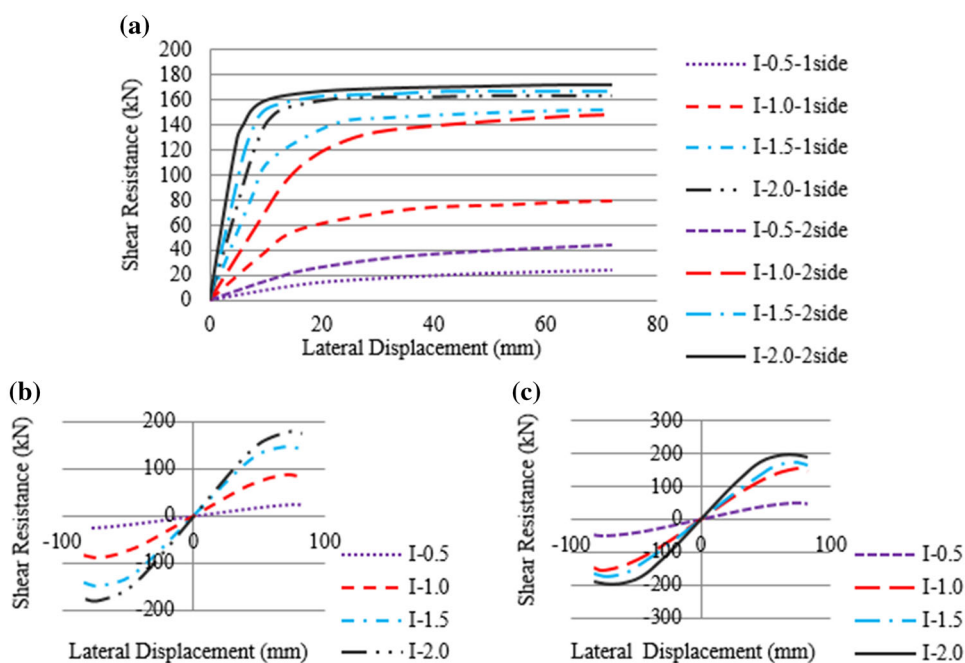 (a)
Shear Resistance (kN)
200
180
160
140
120
100
80
60
40
20
0
0 20 40 60 80
Lateral Displacement (mm)
I-0.5-1side
I-1.0-1side
I-1.5-1side
I-2.0-1side
I-0.5-2side
I-1.0-2side
I-1.5-2side
I-2.0-2side
(b)
Shear Resistance (kN)
200
100
0
-100 0 100
-100
-200
Lateral Displacement (mm)
I-0.5
I-1.0
I-1.5
I-2.0
(c)
Shear Resistance (kN)
300
200
100
0
-100 0 100
-100
-200
-300
Lateral Displacement (mm)
I-0.5
I-1.0
I-1.5
I-2.0